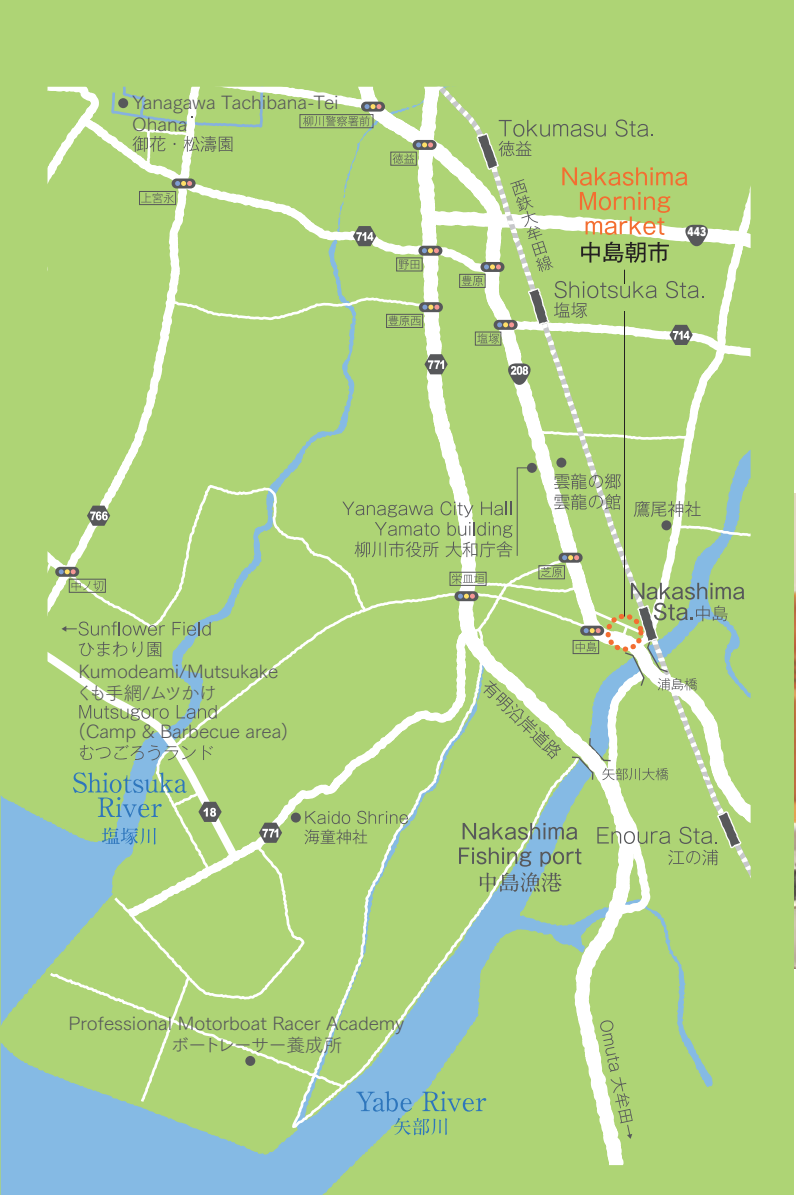 Yanagawa Tachibana-Tei
Ohana
御花・松濤園
柳川警察署前
徳益
Tokumasu Sta.
徳益
上宮永
西鉄大牟田線
Nakashima
Morning
market
中島朝市
443
714
野田
豊原
Shiotsuka Sta.
塩塚
豊原西
塩塚
714
771
208
雲龍の郷
雲龍の館
Yanagawa City Hall
Yamato building
柳川市役所 大和庁舎
鷹尾神社
766
中ノ切
栄皿垣
芝原
Nakashima
Sta.中島
中島
←Sunflower Field
ひまわり園
Kumodeami/Mutsukake
くも手網/ムツかけ
Mutsugoro Land
(Camp & Barbecue area)
むつごろうランド
浦島橋
有明沿岸道路
矢部川大橋
Shiotsuka
River
塩塚川
18
771
Kaido Shrine
海童神社
Nakashima
Fishing port
中島漁港
Enoura Sta.
江の浦
Professional Motorboat Racer Academy
ボートレーサー養成所
Omuta 大牟田→
Yabe River
矢部川